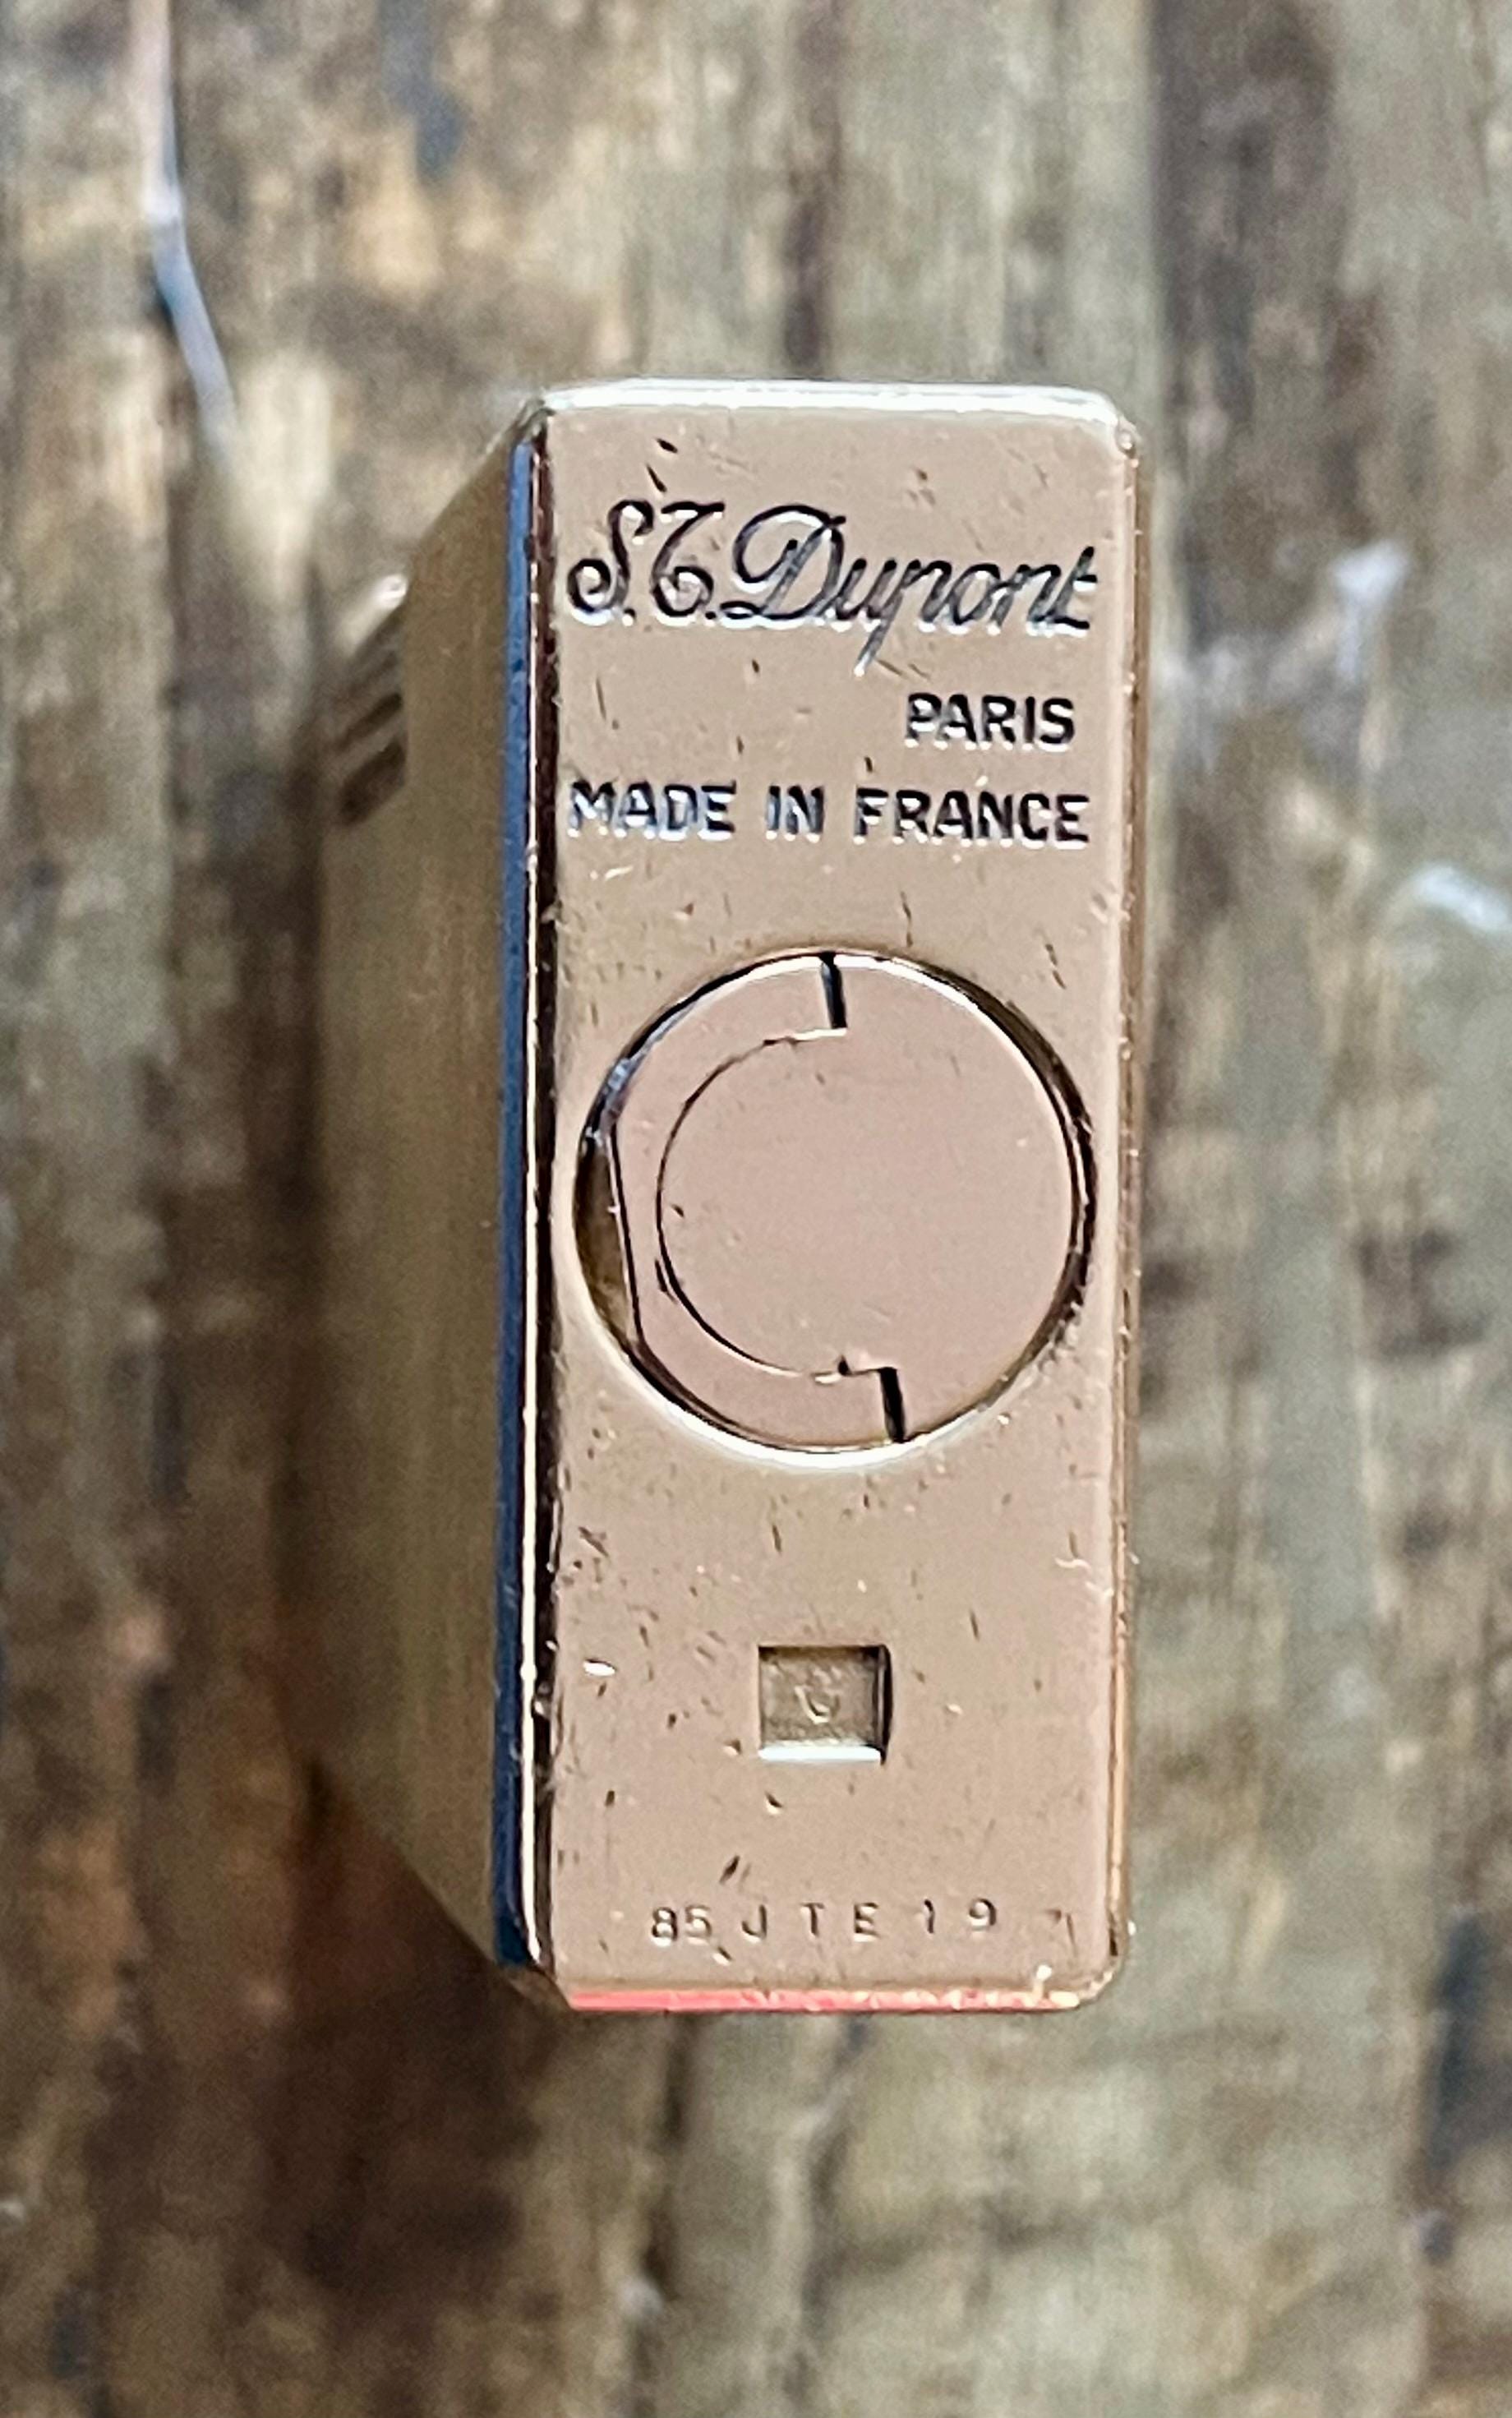 S.T. Dupont
PARIS
MADE IN FRANCE
85JTE19